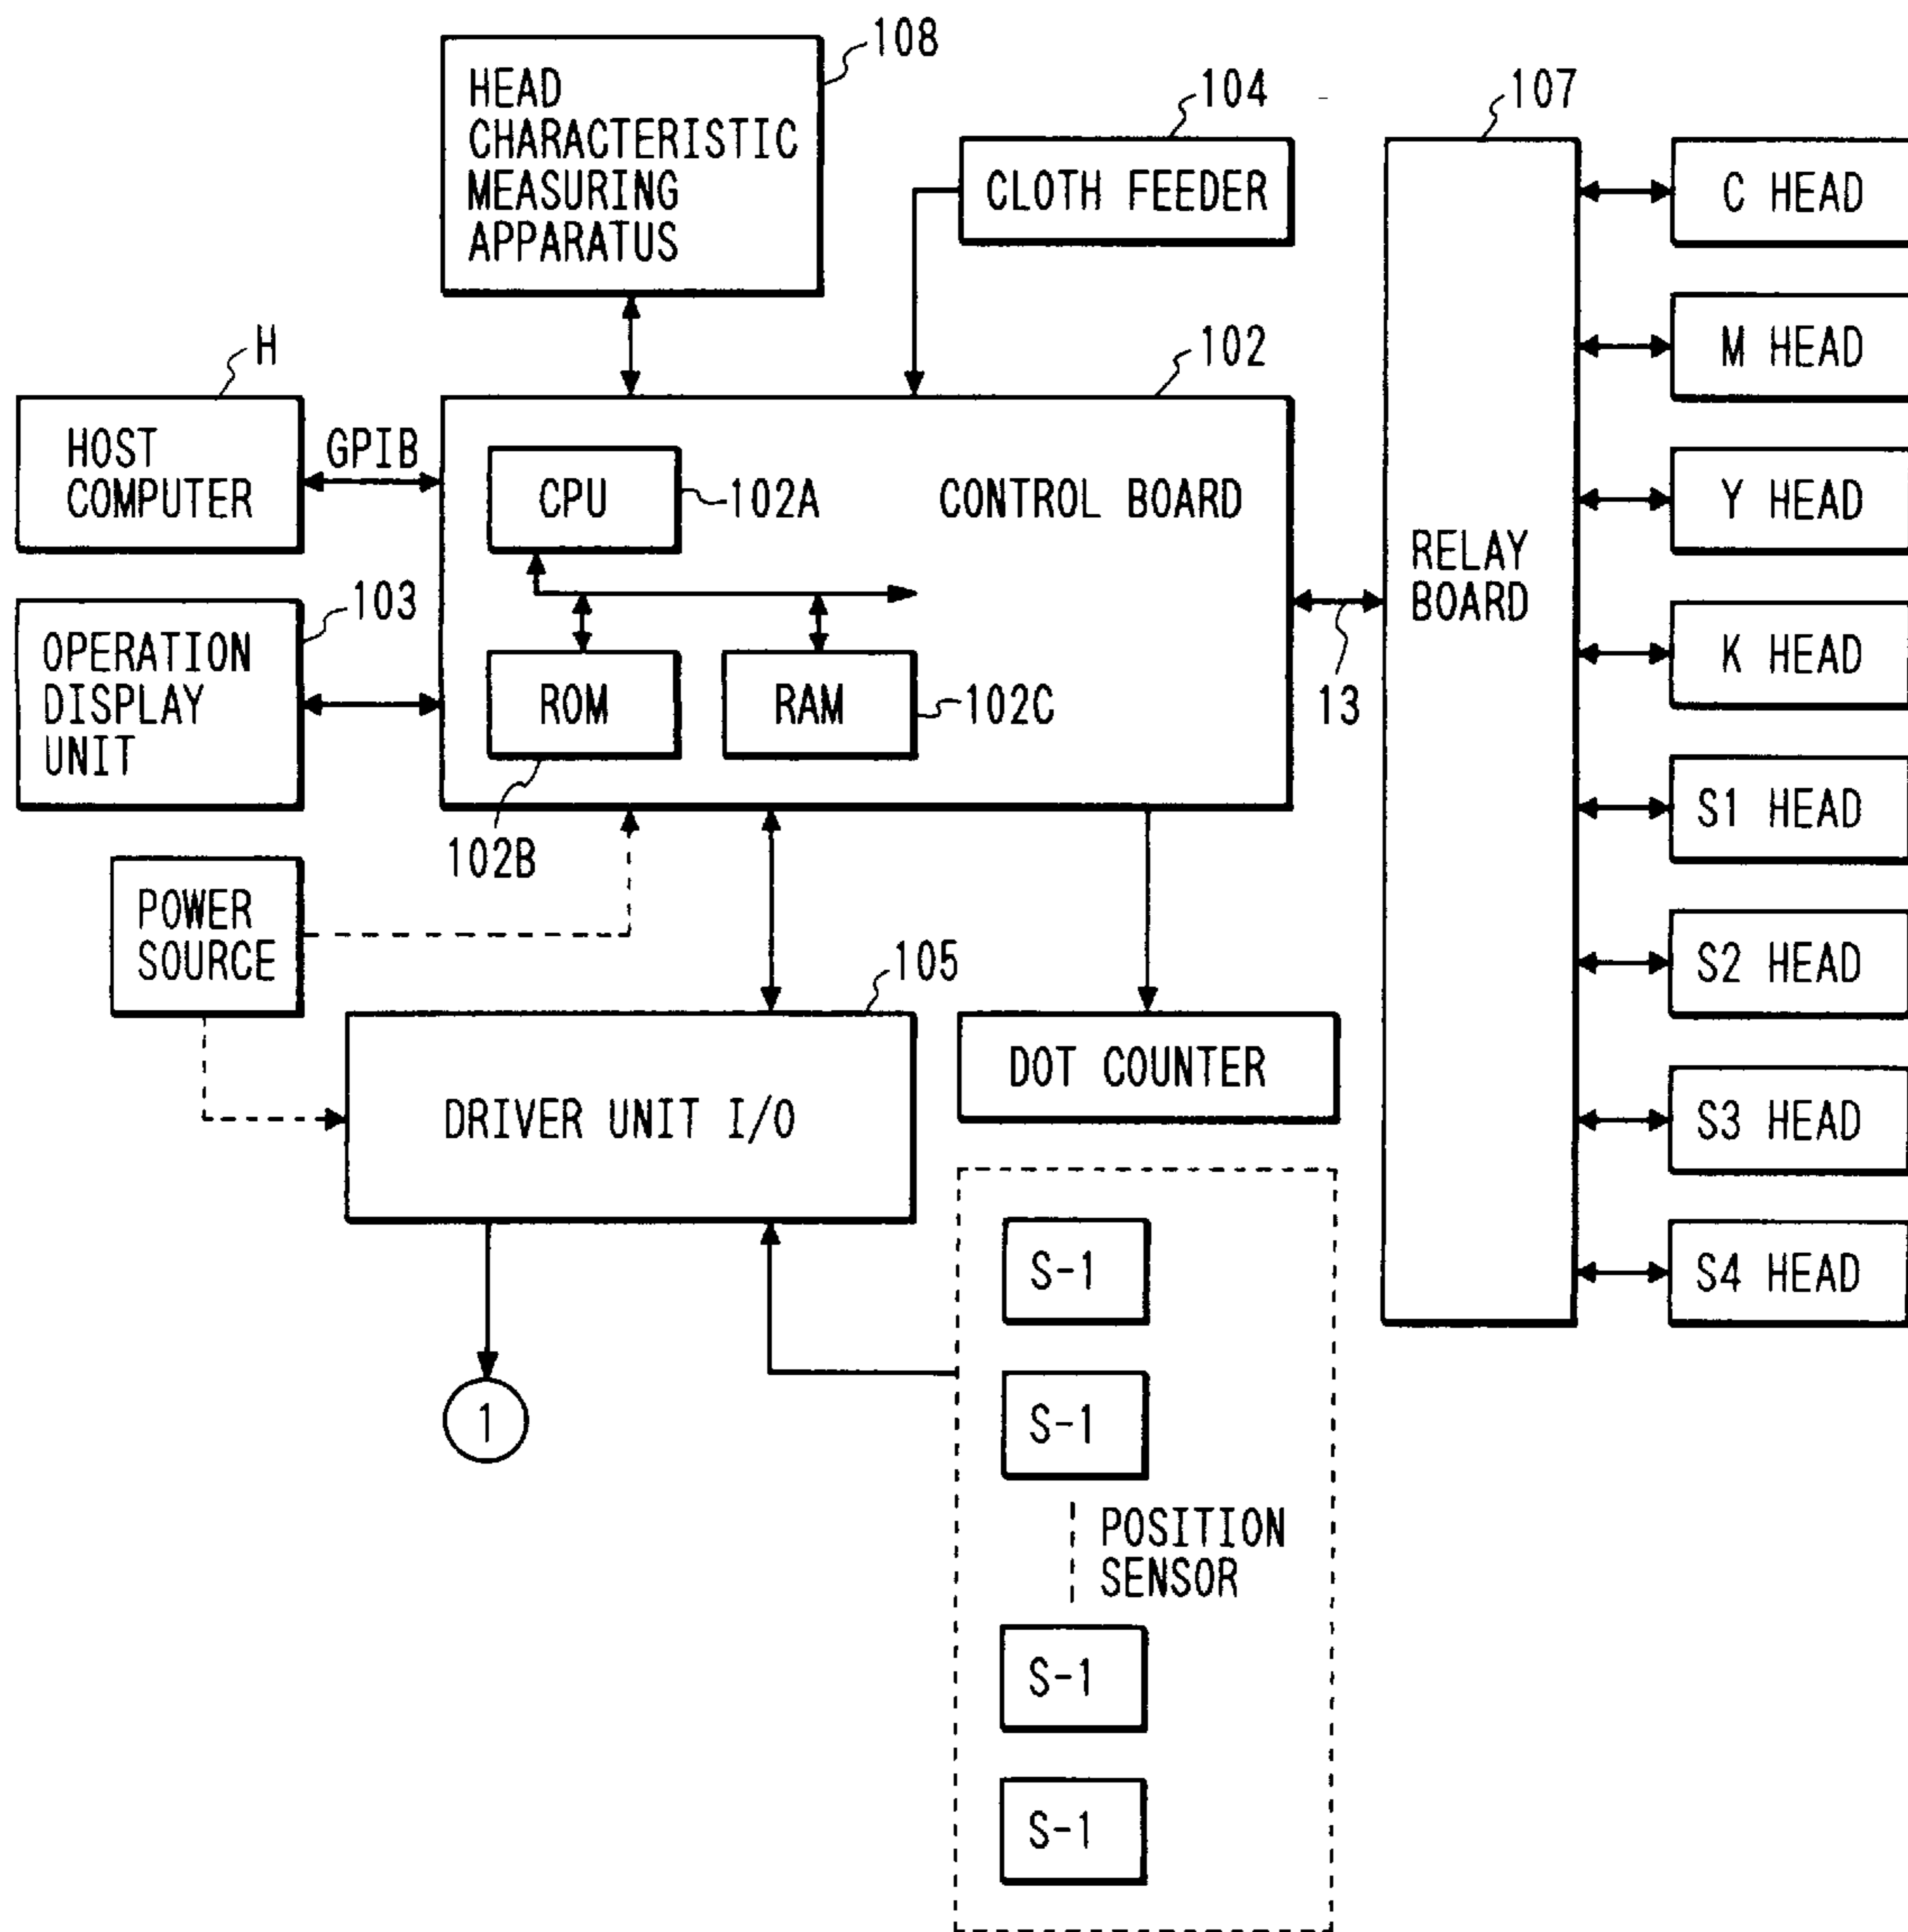 108
HEAD
CHARACTERISTIC
MEASURING
APPARATUS
104
CLOTH FEEDER
107
RELAY
BOARD
C HEAD
M HEAD
Y HEAD
K HEAD
S1 HEAD
S2 HEAD
S3 HEAD
S4 HEAD
H
HOST
COMPUTER
GPIB
102
CONTROL BOARD
CPU
102A
ROM
102B
RAM
102C
13
103
OPERATION
DISPLAY
UNIT
POWER
SOURCE
105
DRIVER UNIT I/O
DOT COUNTER
1
S-1
S-1
POSITION
SENSOR
S-1
S-1